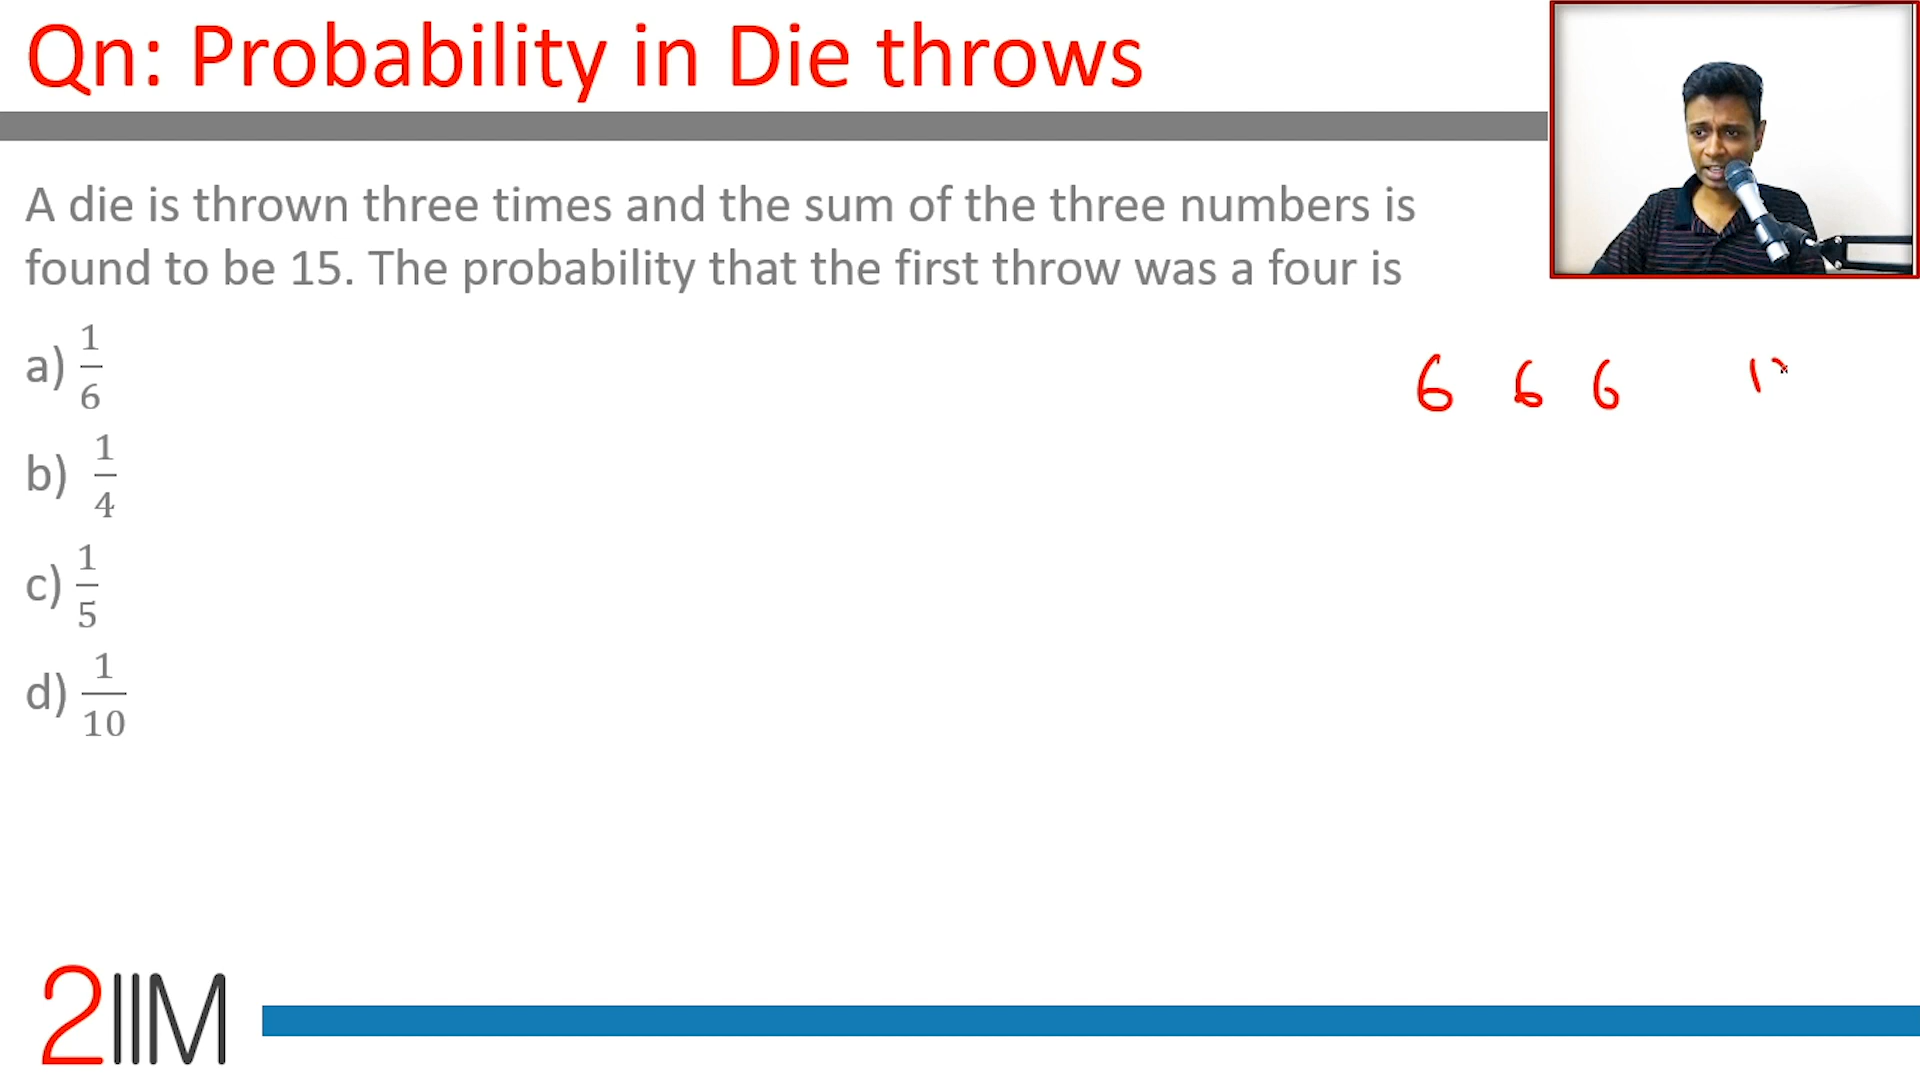 Qn: Probability in Die throws
A die is thrown three times and the sum of the three numbers is
found to be 15. The probability that the first throw was a four is
a) 1/6
b) 1/4
c) 1/5
d) 1/10
6 6 6
2IIM